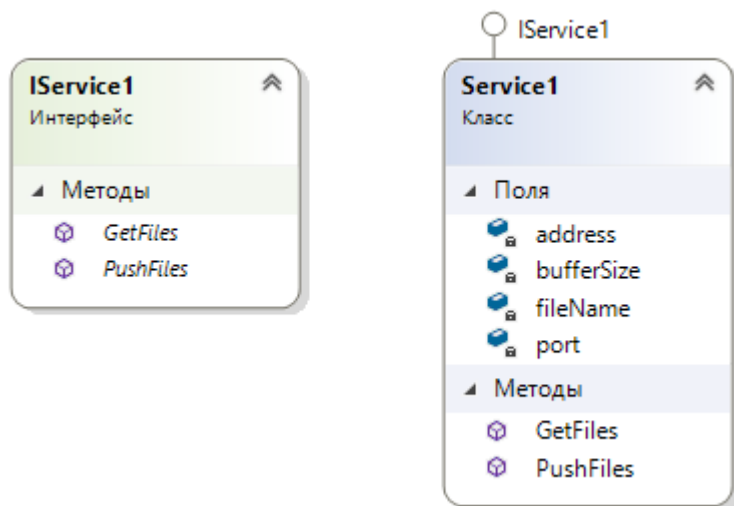 IService1
Интерфейс
Методы
GetFiles
PushFiles
IService1
Service1
Класс
Поля
address
bufferSize
fileName
port
Методы
GetFiles
PushFiles